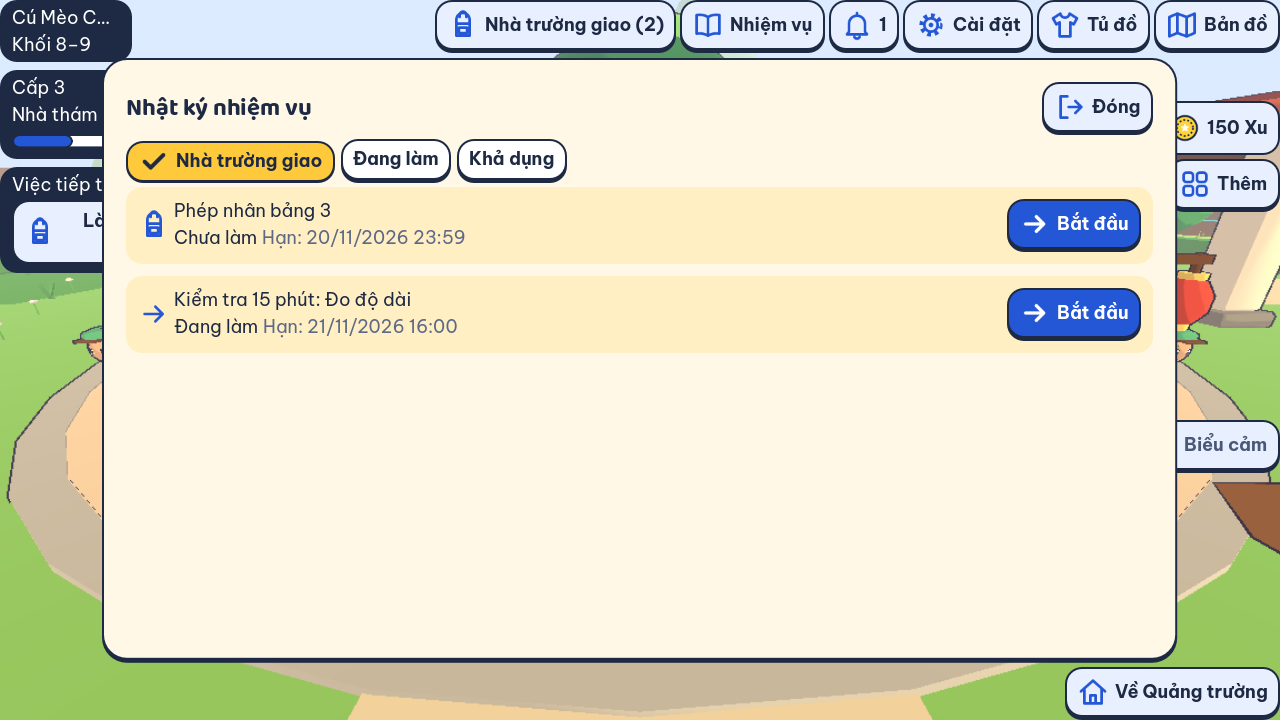 Cú Mèo C...
Khối 8–9
Nhà trường giao (2)
Nhiệm vụ
1
Cài đặt
Tủ đồ
Bản đồ
Cấp 3
Nhà thám
150 Xu
Thêm
Việc tiếp t
Là
Nhật ký nhiệm vụ
Đóng
Nhà trường giao
Đang làm
Khả dụng
Phép nhân bảng 3
Chưa làm Hạn: 20/11/2026 23:59
Bắt đầu
Kiểm tra 15 phút: Đo độ dài
Đang làm Hạn: 21/11/2026 16:00
Bắt đầu
Biểu cảm
Về Quảng trường